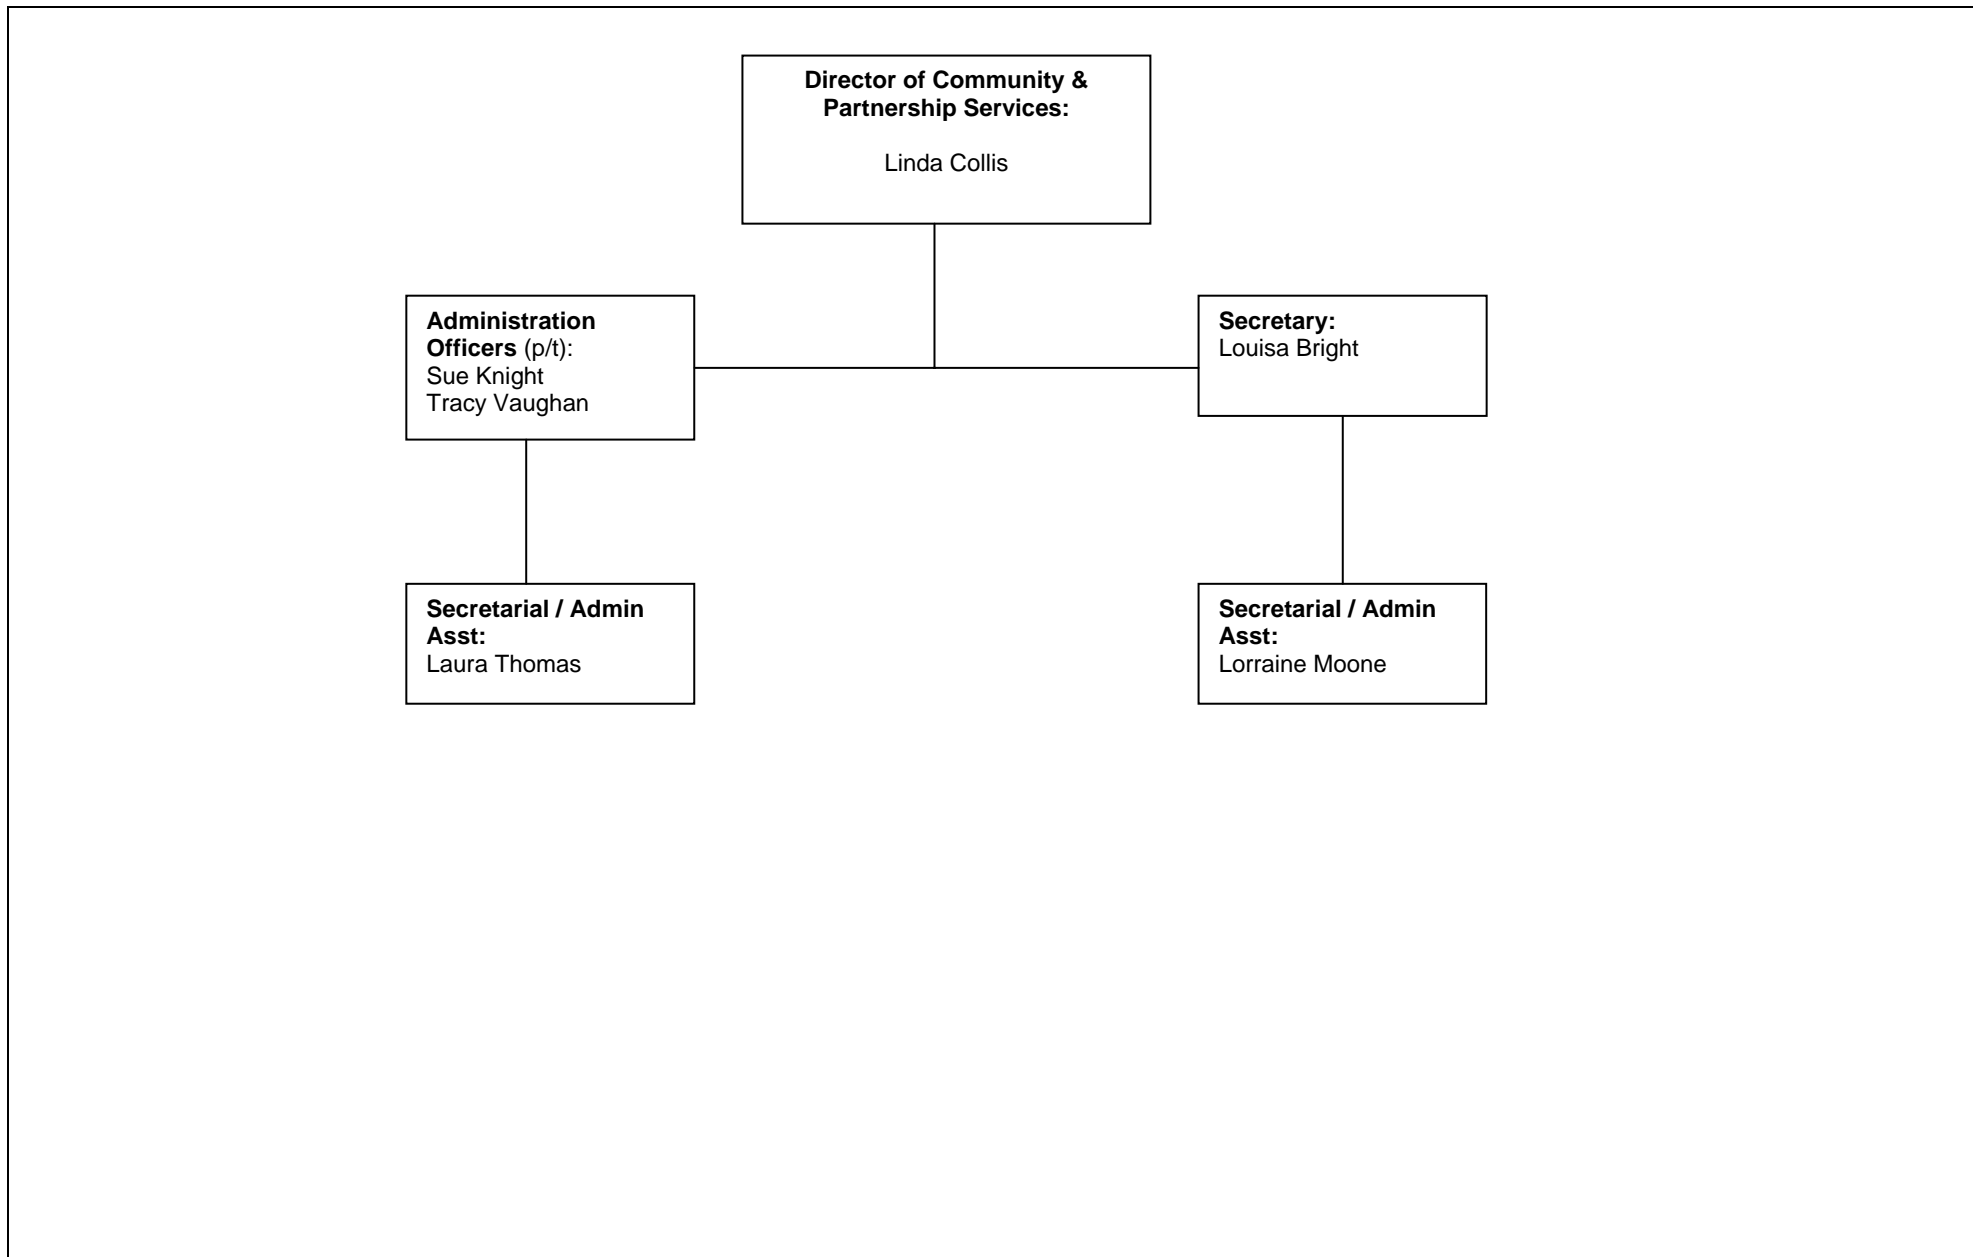 Director of Community &
Partnership Services:
Linda Collis
Administration
Officers (p/t):
Sue Knight
Tracy Vaughan
Secretary:
Louisa Bright
Secretarial / Admin
Asst:
Laura Thomas
Secretarial / Admin
Asst:
Lorraine Moone